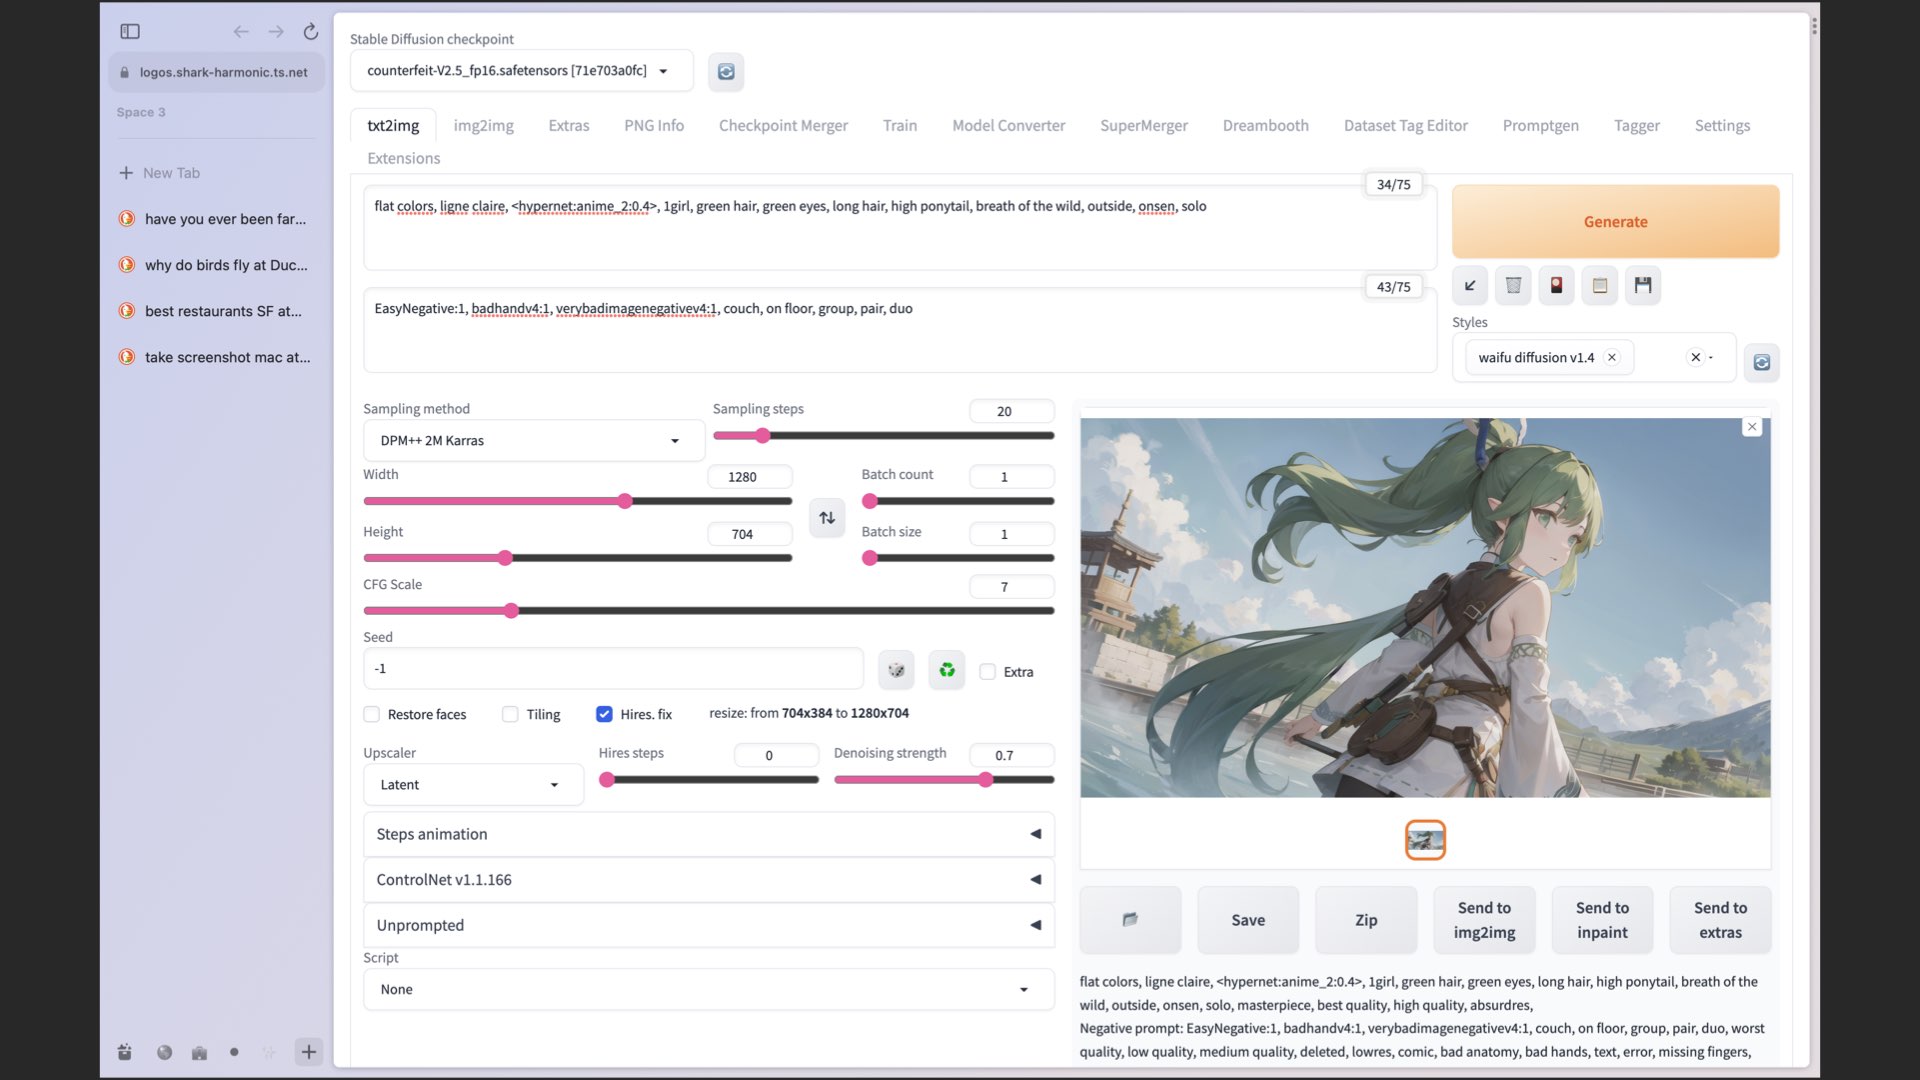 logos.shark-harmonic.ts.net
Space 3
New Tab
have you ever been far...
why do birds fly at Duc...
best restaurants SF at...
take screenshot mac at...
Stable Diffusion checkpoint
counterfeit-V2.5_fp16.safetensors [71e703a0fc]
txt2img img2img Extras PNG Info Checkpoint Merger Train Model Converter SuperMerger Dreambooth Dataset Tag Editor Promptgen Tagger Settings
Extensions
34/75
flat colors, ligne claire, <hypernet:anime_2:0.4>, 1girl, green hair, green eyes, long hair, high ponytail, breath of the wild, outside, onsen, solo
Generate
43/75
EasyNegative:1, badhandv4:1, verybadimagenegativev4:1, couch, on floor, group, pair, duo
Styles
waifu diffusion v1.4
Sampling method
DPM++ 2M Karras
Sampling steps 20
Width 1280
Batch count 1
Height 704
Batch size 1
CFG Scale 7
Seed
-1
Extra
Restore faces Tiling Hires. fix resize: from 704x384 to 1280x704
Upscaler
Latent
Hires steps 0
Denoising strength 0.7
Steps animation
ControlNet v1.1.166
Unprompted
Script
None
Save
Zip
Send to
img2img
Send to
inpaint
Send to
extras
flat colors, ligne claire, <hypernet:anime_2:0.4>, 1girl, green hair, green eyes, long hair, high ponytail, breath of the
wild, outside, onsen, solo, masterpiece, best quality, high quality, absurdres,
Negative prompt: EasyNegative:1, badhandv4:1, verybadimagenegativev4:1, couch, on floor, group, pair, duo, worst
quality, low quality, medium quality, deleted, lowres, comic, bad anatomy, bad hands, text, error, missing fingers,